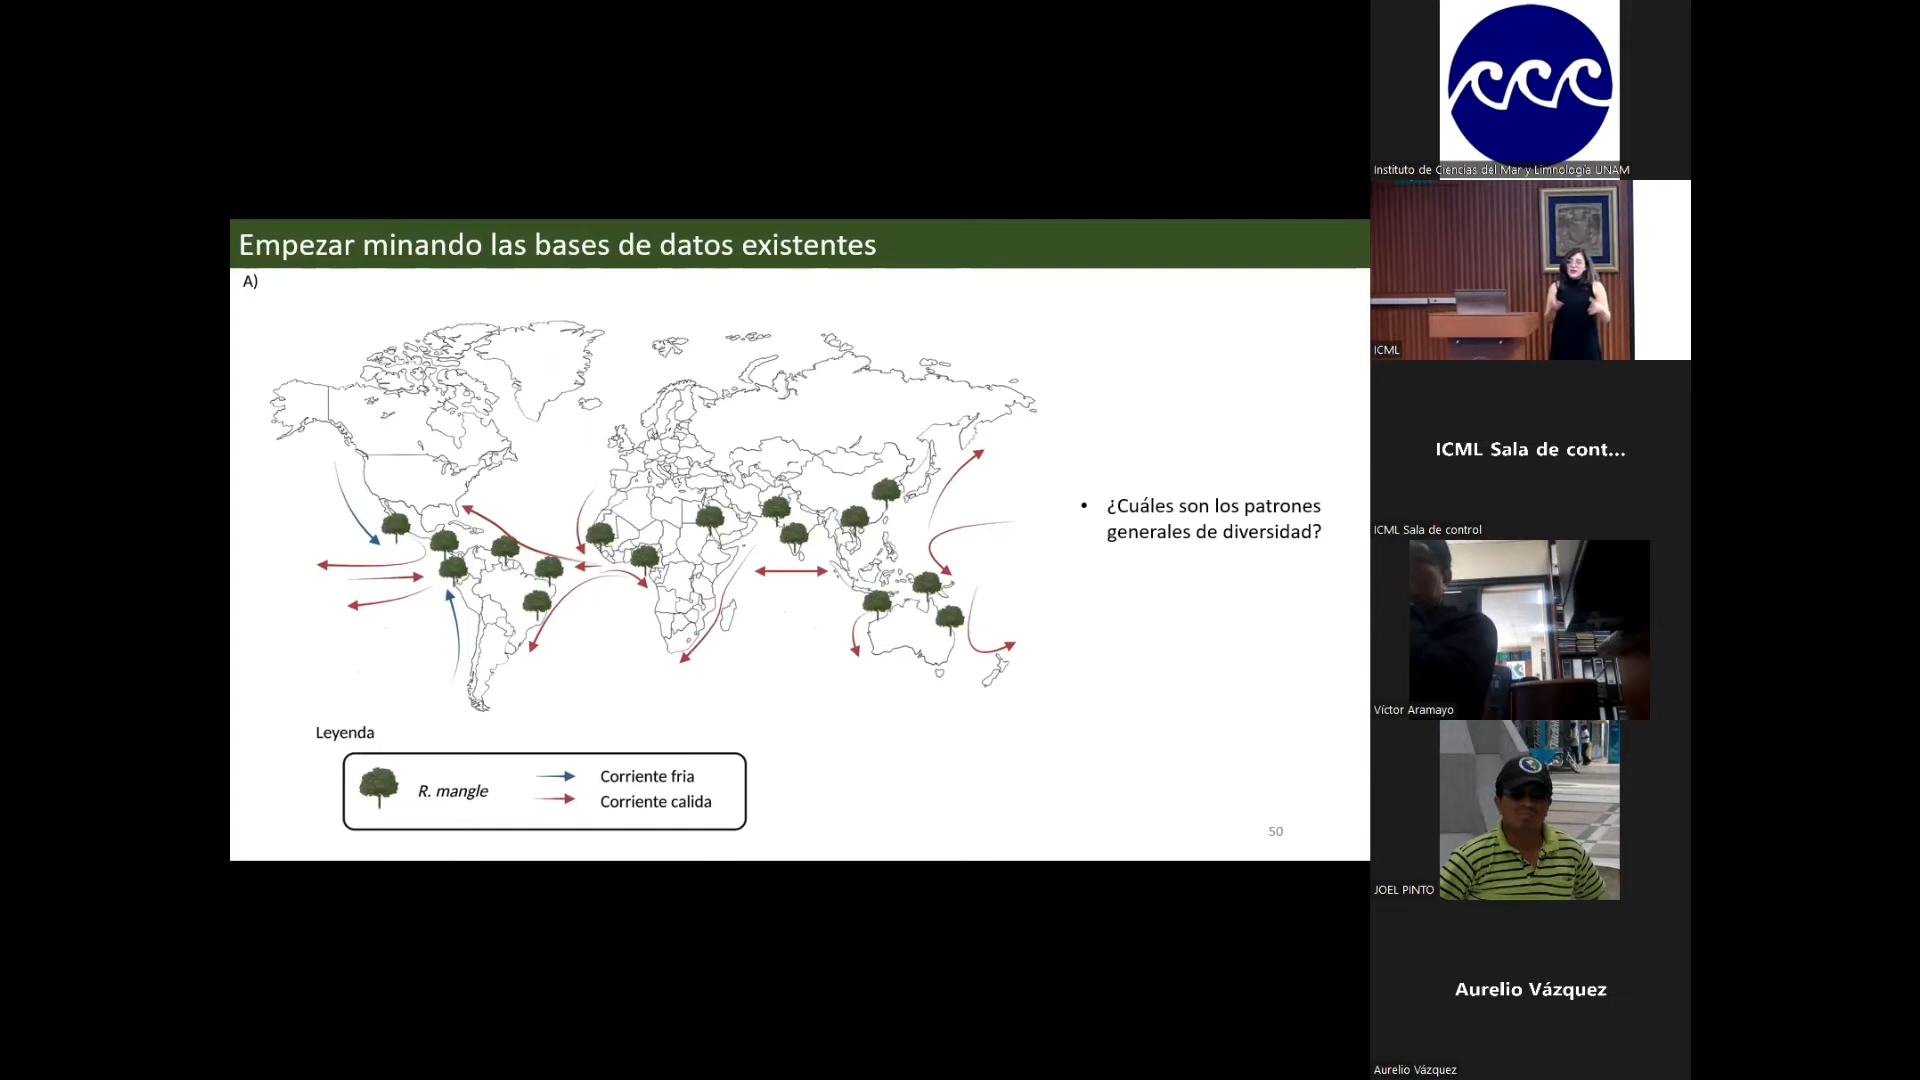 Empezar minando las bases de datos existentes
A)
• ¿Cuáles son los patrones
generales de diversidad?
Leyenda
R. mangle
Corriente fria
Corriente calida
50
Instituto de Ciencias del Mar y Limnología UNAM
ICML
ICML Sala de cont...
ICML Sala de control
Víctor Aramayo
JOEL PINTO
Aurelio Vázquez
Aurelio Vázquez